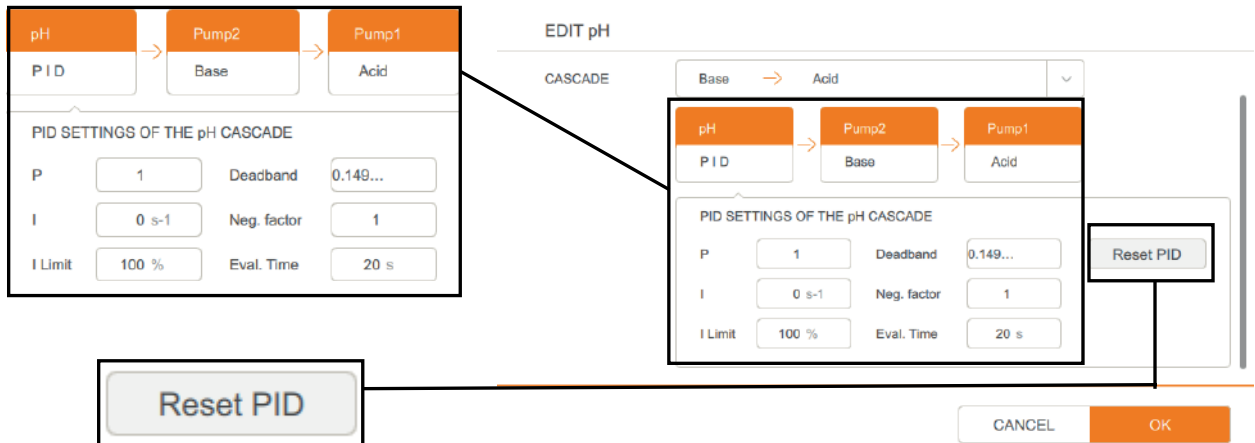 pH Pump2 Pump1
P I D Base Acid
PID SETTINGS OF THE pH CASCADE
P 1 Deadband 0.149...
I 0 s-1 Neg. factor 1
I Limit 100 % Eval. Time 20 s
Reset PID
EDIT pH
CASCADE Base Acid
pH Pump2 Pump1
P I D Base Acid
PID SETTINGS OF THE pH CASCADE
P 1 Deadband 0.149...
Reset PID
I 0 s-1 Neg. factor 1
I Limit 100 % Eval. Time 20 s
CANCEL OK